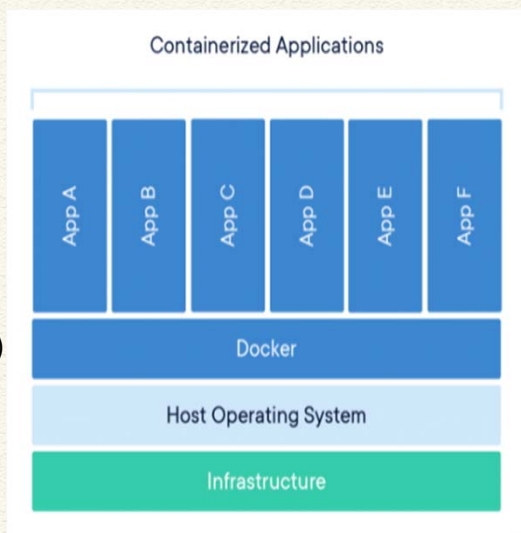 Containerized Applications
App A
App B
App C
App D
App E
App F
)
Docker
Host Operating System
Infrastructure